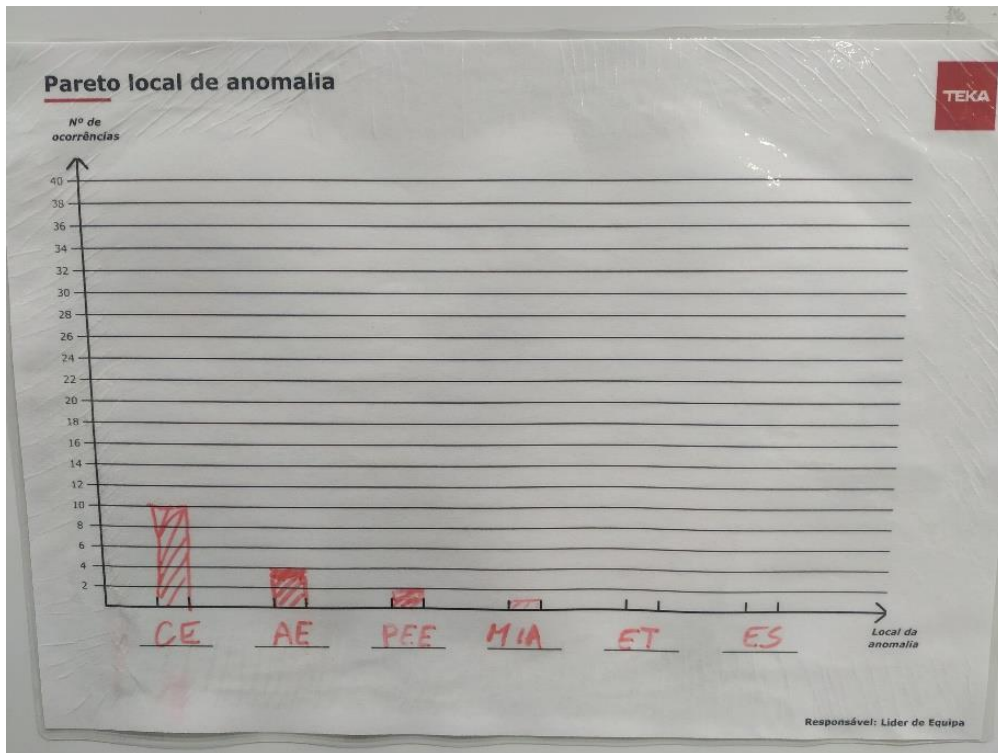 Pareto local de anomalia
TEKA
Nº de
ocorrências
40
38
36
34
32
30
28
26
24
22
20
18
16
14
12
10
8
6
4
2
CE AE PEE MIA ET ES
Local da
anomalia
Responsável: Lider de Equipa